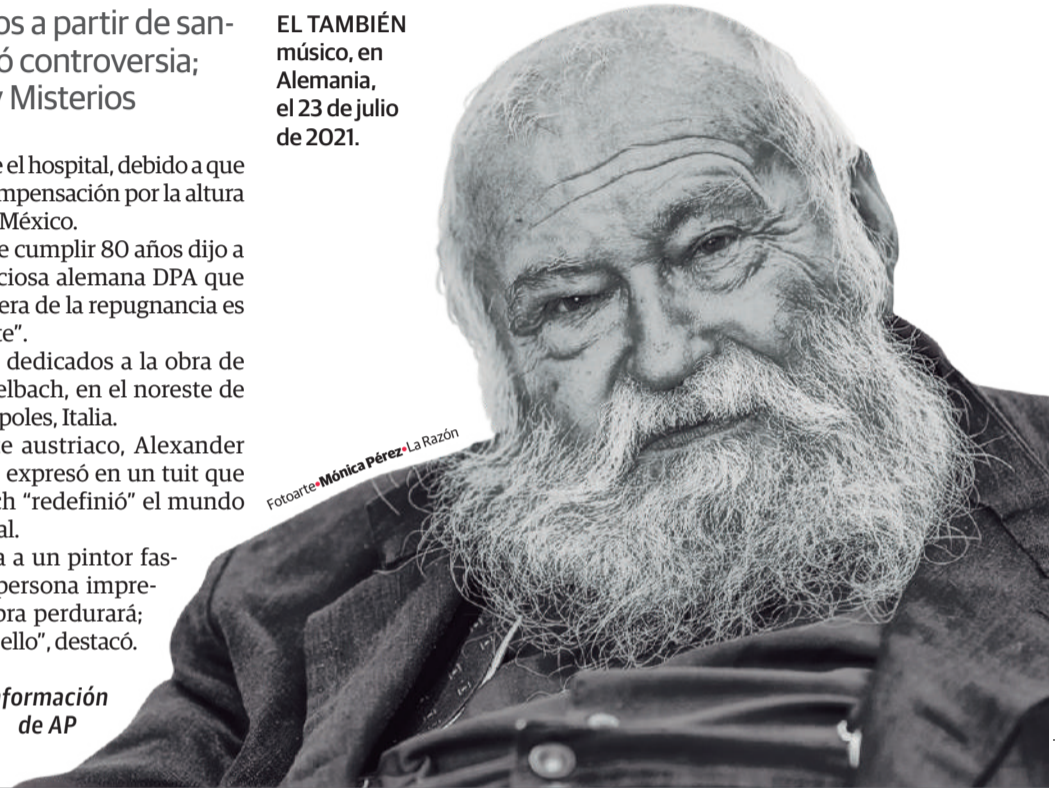 os a partir de san-
ó controversia;
y Misterios
EL TAMBIÉN
músico, en
Alemania,
el 23 de julio
de 2021.
e el hospital, debido a que
mpensación por la altura
México.
e cumplir 80 años dijo a
ciosa alemana DPA que
era de la repugnancia es
te”.
dedicados a la obra de
elbach, en el noreste de
poles, Italia.
e austriaco, Alexander
expresó en un tuit que
ch “redefinió” el mundo
al.
a a un pintor fas-
persona impre-
bra perdurará;
ello”, destacó.
nformación
de AP
Fotoarte•Mónica Pérez•La Razón